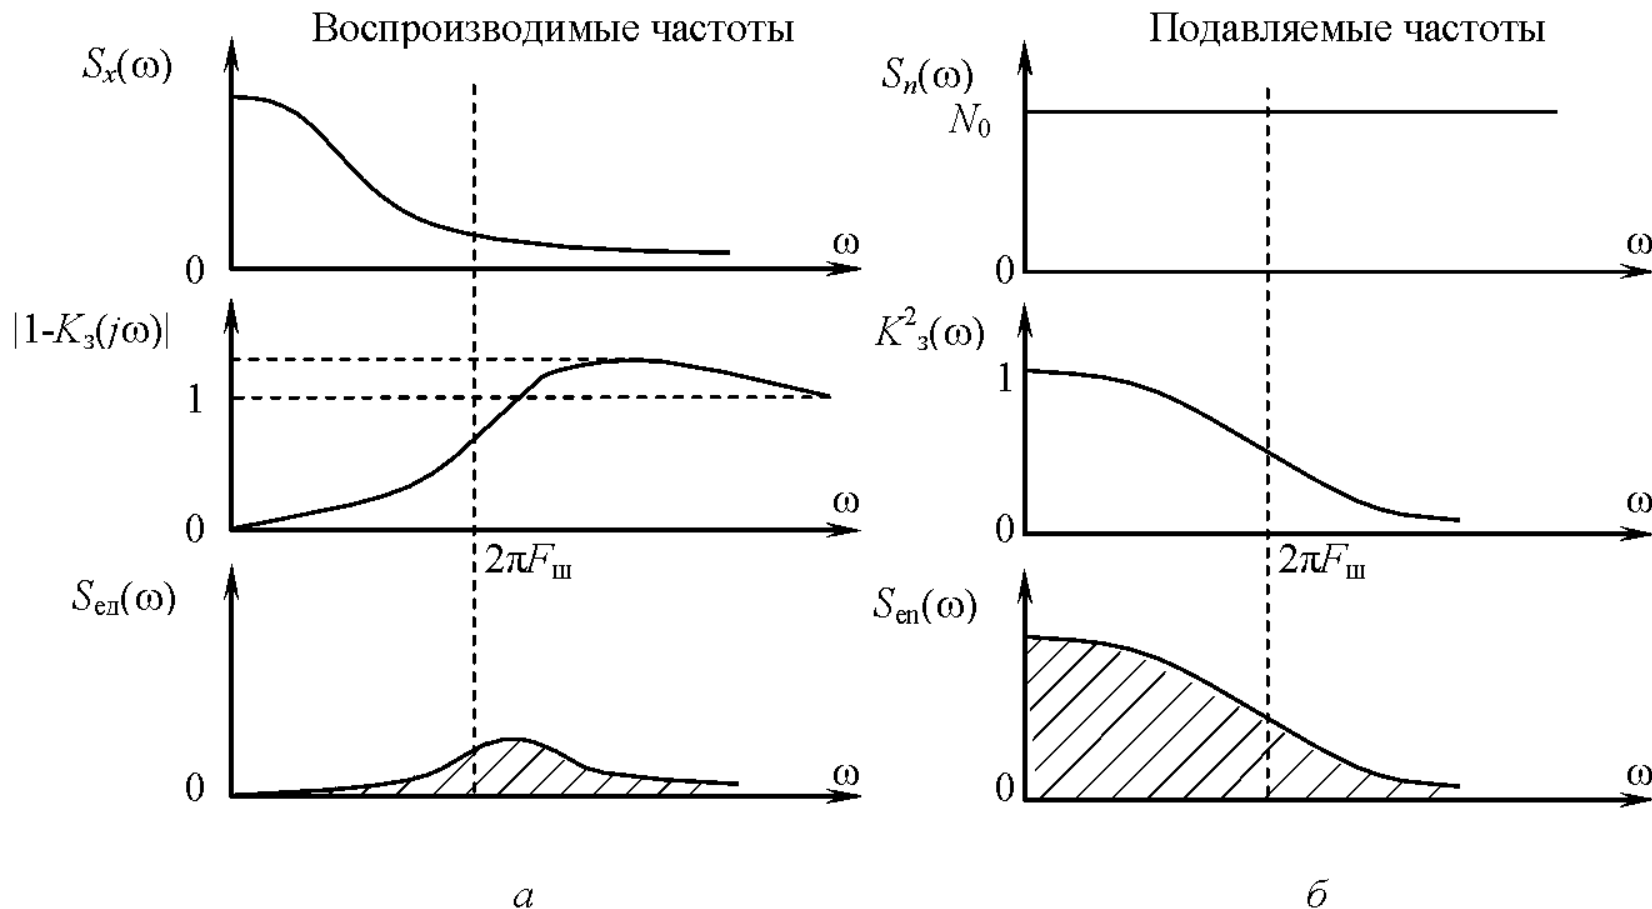 Воспроизводимые частоты
Sₓ(ω)
0
ω
|1-Kз(jω)|
1
0
ω
2πFш
Sед(ω)
0
ω
а
Подавляемые частоты
Sₙ(ω)
N₀
0
ω
K²з(ω)
1
0
ω
2πFш
Sеп(ω)
0
ω
б